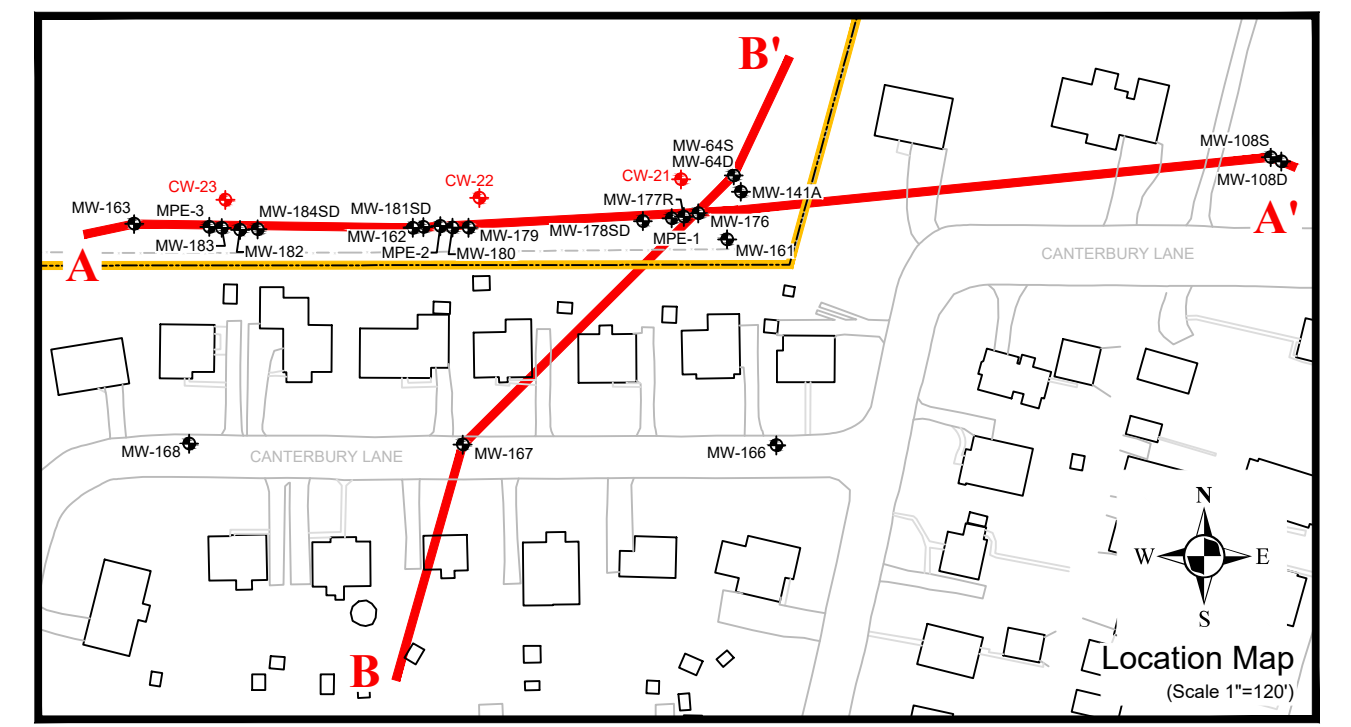 B'
MW-64S
MW-64D
MW-108S
MW-108D
CW-23
CW-22
CW-21
MW-141A
MW-163
MPE-3
MW-184SD
MW-181SD
MW-177R
MW-176
A'
MW-183
MW-182
MW-162
MPE-2
MW-179
MW-180
MW-178SD
MPE-1
MW-161
A
CANTERBURY LANE
MW-168
CANTERBURY LANE
MW-167
MW-166
N
W
E
S
B
Location Map
(Scale 1"=120')